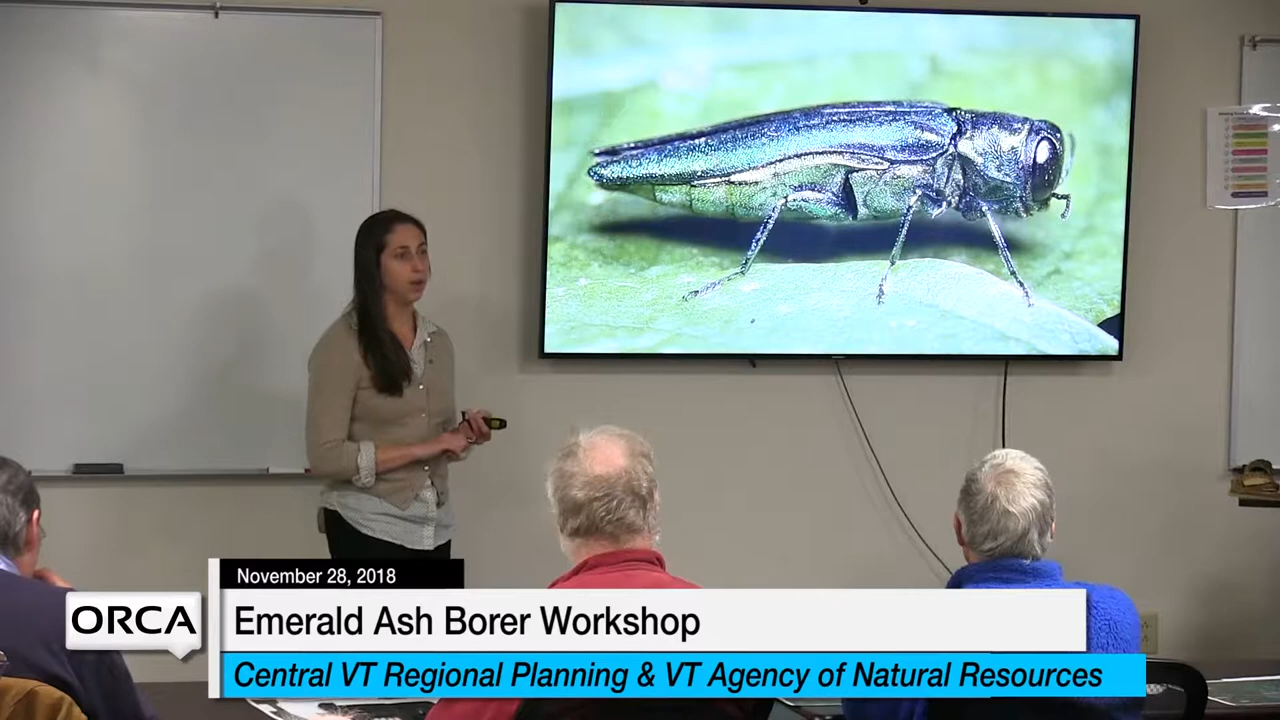 November 28, 2018
ORCA
Emerald Ash Borer Workshop
Central VT Regional Planning & VT Agency of Natural Resources